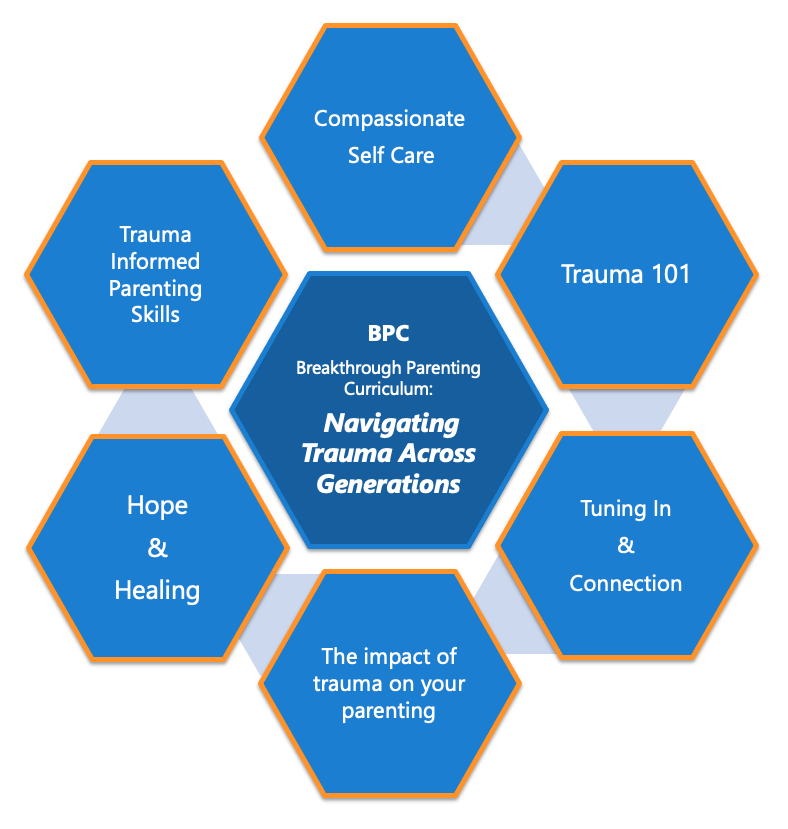 Compassionate
Self Care
Trauma 101
Tuning In
&
Connection
The impact of
trauma on your
parenting
Hope
&
Healing
Trauma
Informed
Parenting
Skills
BPC
Breakthrough Parenting
Curriculum:
Navigating
Trauma Across
Generations